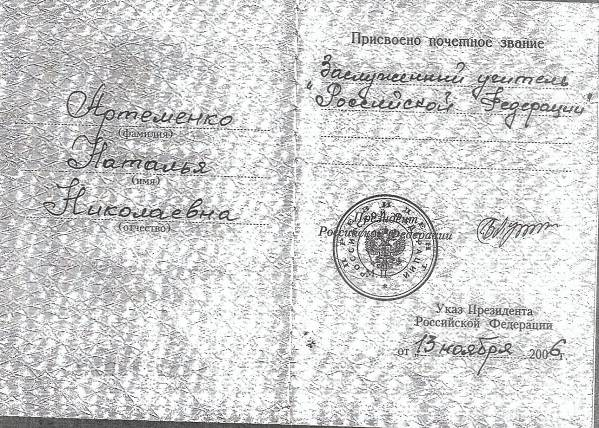 Артеменко
(фамилия)
Наталья
(имя)
Николаевна
(отчество)
Присвоено почетное звание
Заслуженный учитель
"Российской Федерации"
Президент
Российской Федерации
М.П.
Указ Президента
Российской Федерации
от 13 ноября 2006 г.